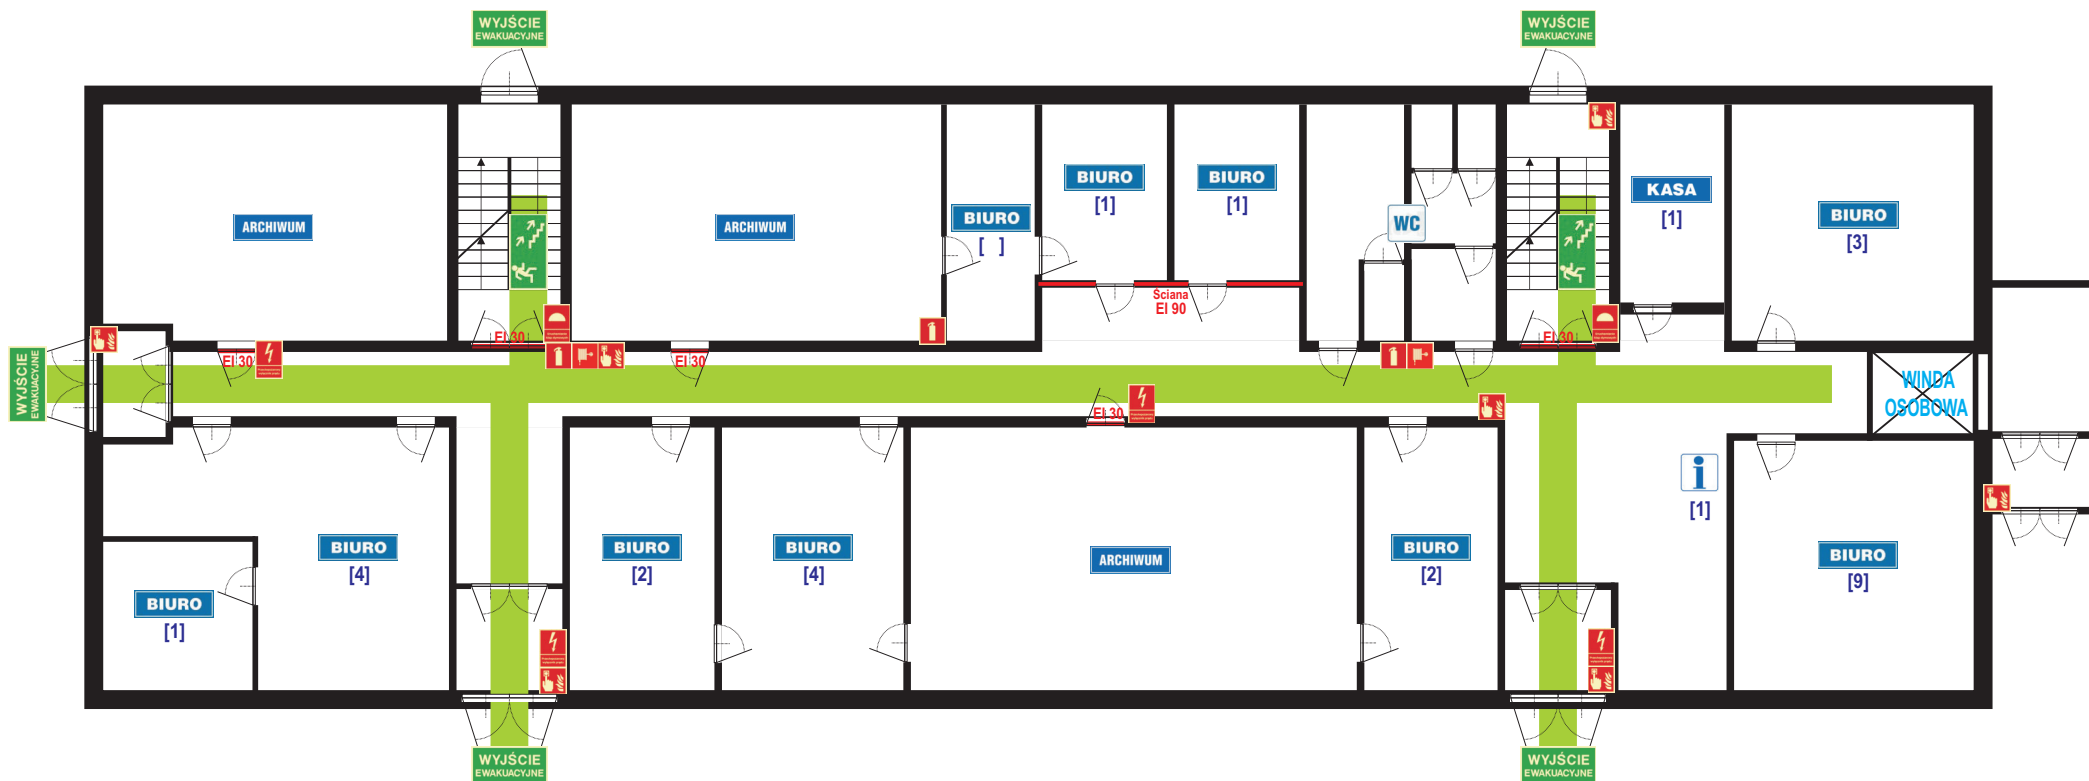 WYJŚCIE
EWAKUACYJNE
WYJŚCIE
EWAKUACYJNE
BIURO
[1]
BIURO
[1]
KASA
[1]
ARCHIWUM
ARCHIWUM
BIURO
[ ]
WC
BIURO
[3]
Ściana
EI 90
EI 30
EI 30
WYJŚCIE
EWAKUACYJNE
EI 30
EI 30
WINDA
OSOBOWA
EI 30
[1]
BIURO
[4]
BIURO
[2]
BIURO
[4]
ARCHIWUM
BIURO
[2]
BIURO
[9]
BIURO
[1]
WYJŚCIE
EWAKUACYJNE
WYJŚCIE
EWAKUACYJNE